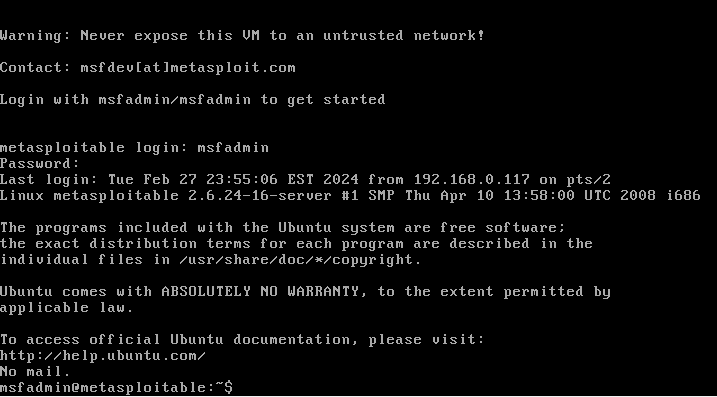 Warning: Never expose this VM to an untrusted network!
Contact: msfdev[at]metasploit.com
Login with msfadmin/msfadmin to get started
metasploitable login: msfadmin
Password:
Last login: Tue Feb 27 23:55:06 EST 2024 from 192.168.0.117 on pts/2
Linux metasploitable 2.6.24-16-server #1 SMP Thu Apr 10 13:58:00 UTC 2008 i686
The programs included with the Ubuntu system are free software;
the exact distribution terms for each program are described in the
individual files in /usr/share/doc/*/copyright.
Ubuntu comes with ABSOLUTELY NO WARRANTY, to the extent permitted by
applicable law.
To access official Ubuntu documentation, please visit:
http://help.ubuntu.com/
No mail.
msfadmin@metasploitable:~$